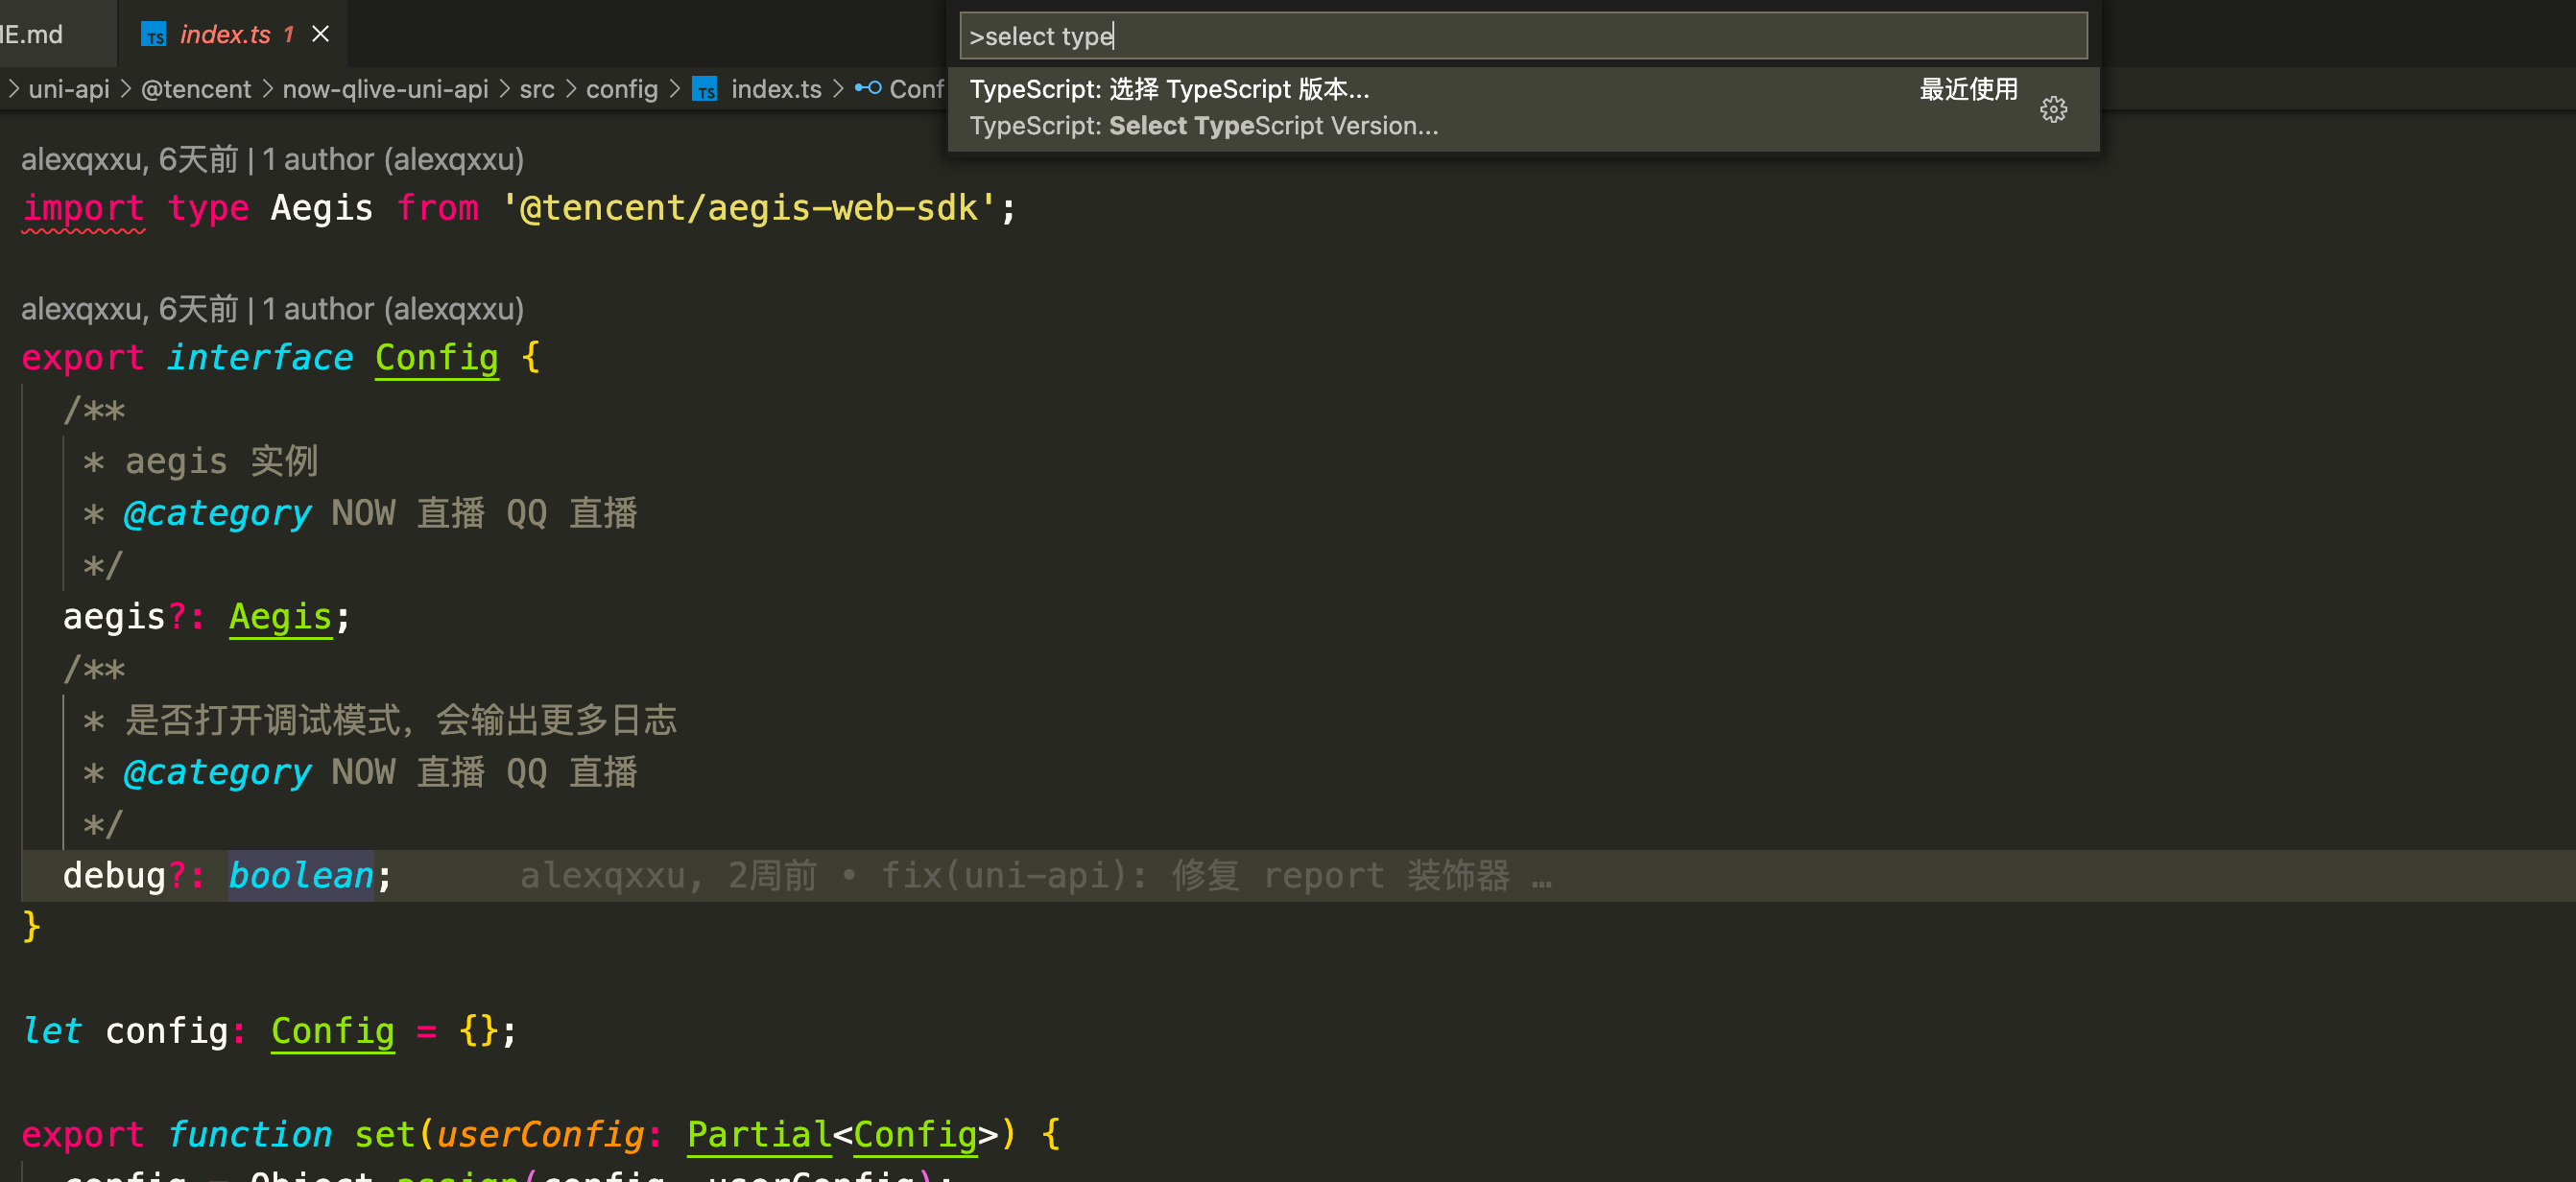 E.md
TS index.ts 1
>select type
uni-api > @tencent > now-qlive-uni-api > src > config > TS index.ts > Conf
TypeScript: 选择 TypeScript 版本...
最近使用
TypeScript: Select TypeScript Version...
alexqxxu, 6天前 | 1 author (alexqxxu)
import type Aegis from '@tencent/aegis-web-sdk';
alexqxxu, 6天前 | 1 author (alexqxxu)
export interface Config {
/**
* aegis 实例
* @category NOW 直播 QQ 直播
*/
aegis?: Aegis;
/**
* 是否打开调试模式，会输出更多日志
* @category NOW 直播 QQ 直播
*/
debug?: boolean; alexqxxu, 2周前 • fix(uni-api): 修复 report 装饰器 …
}
let config: Config = {};
export function set(userConfig: Partial<Config>) {
config = Object.assign(config, userConfig);